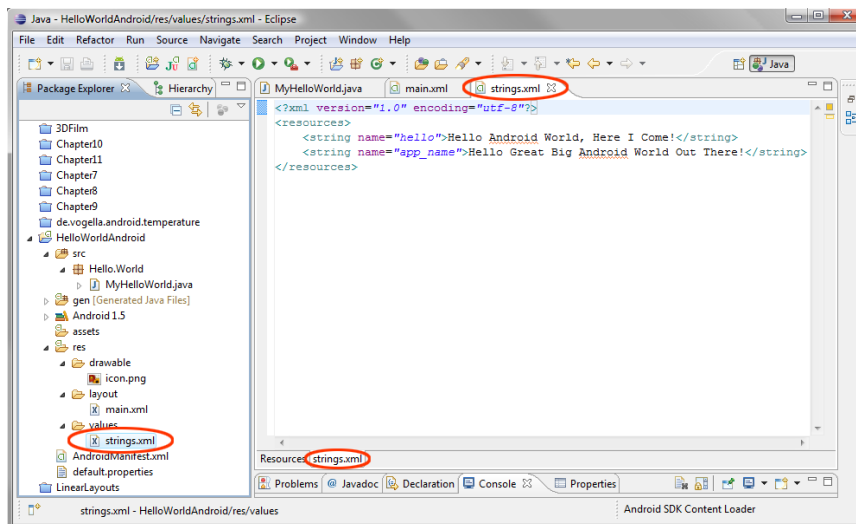 Java - HelloWorldAndroid/res/values/strings.xml - Eclipse
File Edit Refactor Run Source Navigate Search Project Window Help
Java
Package Explorer Hierarchy
MyHelloWorld.java main.xml strings.xml
3DFilm
Chapter10
Chapter11
Chapter7
Chapter8
Chapter9
de.vogella.android.temperature
HelloWorldAndroid
src
Hello.World
MyHelloWorld.java
gen [Generated Java Files]
Android 1.5
assets
res
drawable
icon.png
layout
main.xml
values
strings.xml
AndroidManifest.xml
default.properties
LinearLayouts
<?xml version="1.0" encoding="utf-8"?>
<resources>
<string name="hello">Hello Android World, Here I Come!</string>
<string name="app_name">Hello Great Big Android World Out There!</string>
</resources>
Resources strings.xml
Problems @ Javadoc Declaration Console Properties
strings.xml - HelloWorldAndroid/res/values
Android SDK Content Loader